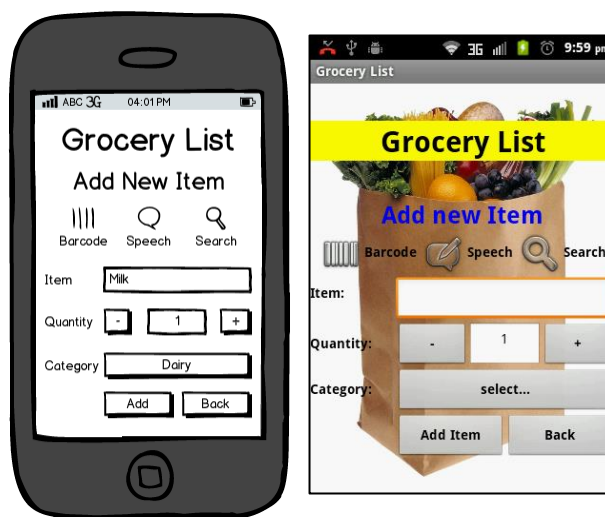 ABC 3G 04:01 PM
Grocery List
Add New Item
Barcode Speech Search
Item Milk
Quantity - 1 +
Category Dairy
Add Back
3G 9:59 pm
Grocery List
Grocery List
Add new Item
Barcode Speech Search
Item:
Quantity: - 1 +
Category: select...
Add Item Back